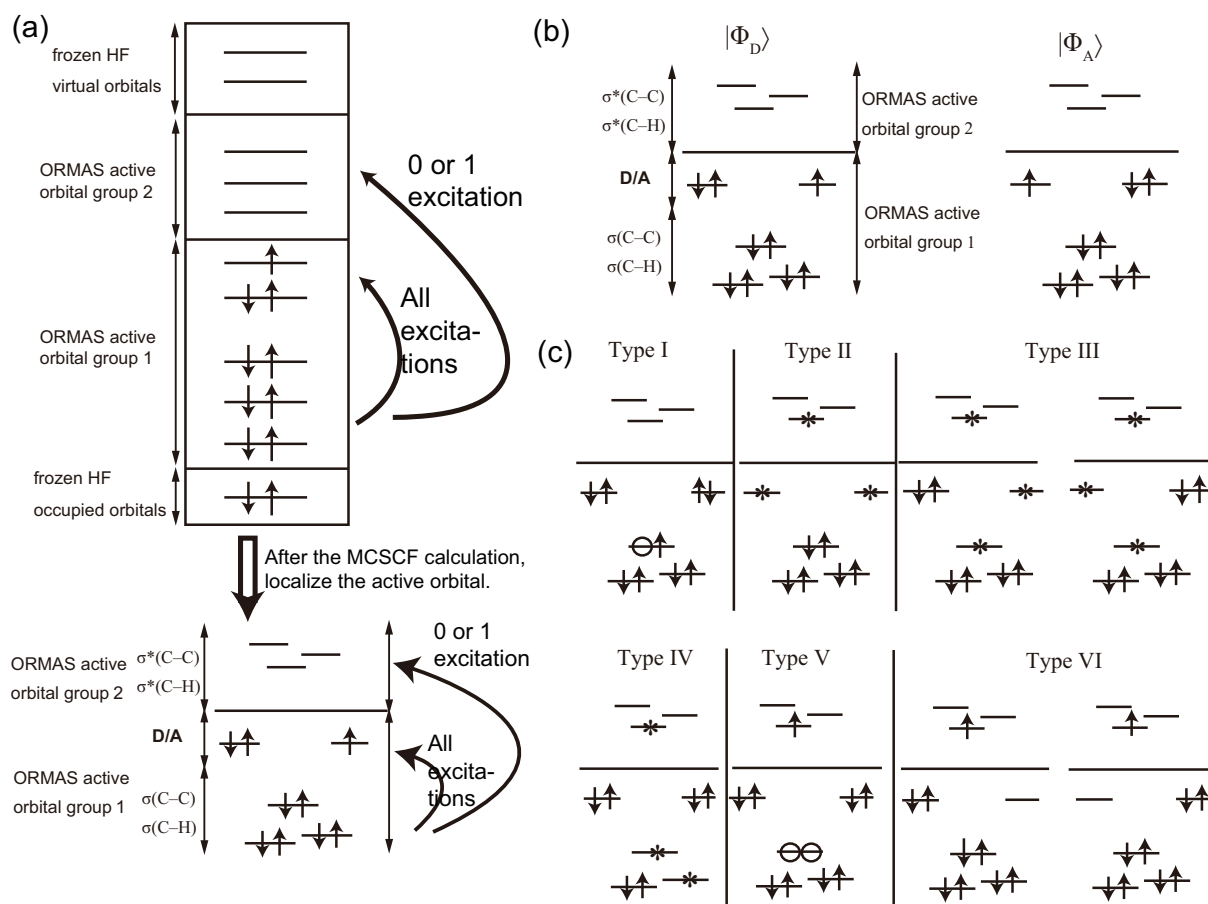 (a)
frozen HF
virtual orbitals
ORMAS active
orbital group 2
0 or 1
excitation
ORMAS active
orbital group 1
All
excita-
tions
frozen HF
occupied orbitals
After the MCSCF calculation,
localize the active orbital.
ORMAS active
orbital group 2
σ*(C–C)
σ*(C–H)
0 or 1
excitation
D/A
ORMAS active
orbital group 1
σ(C–C)
σ(C–H)
All
excita-
tions
(b)
|Φ_D⟩
|Φ_A⟩
σ*(C–C)
σ*(C–H)
ORMAS active
orbital group 2
D/A
σ(C–C)
σ(C–H)
ORMAS active
orbital group 1
(c)
Type I
Type II
Type III
Type IV
Type V
Type VI